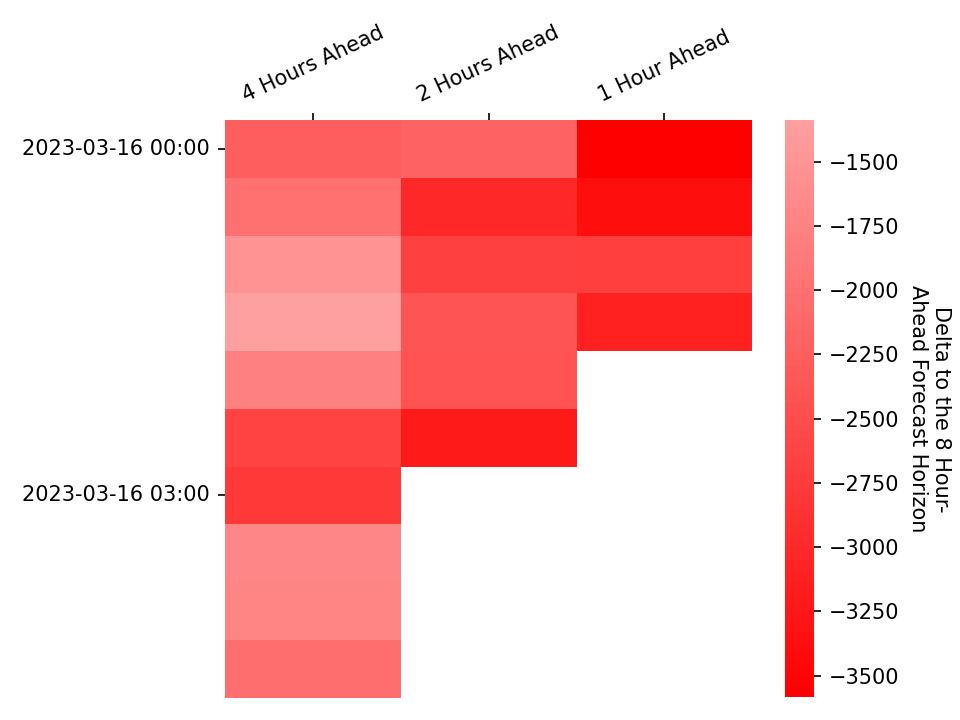 4 Hours Ahead
2 Hours Ahead
1 Hour Ahead
2023-03-16 00:00
2023-03-16 03:00
−1500
−1750
−2000
−2250
−2500
−2750
−3000
−3250
−3500
Delta to the 8 Hour-
Ahead Forecast Horizon